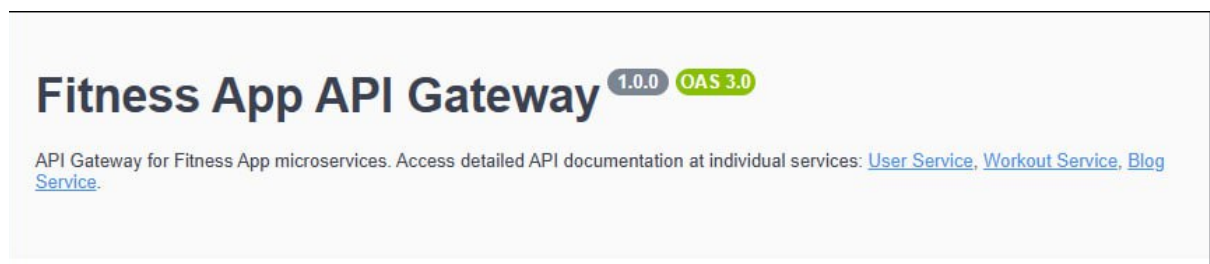 Fitness App API Gateway 1.0.0 OAS 3.0
API Gateway for Fitness App microservices. Access detailed API documentation at individual services: User Service, Workout Service, Blog
Service.